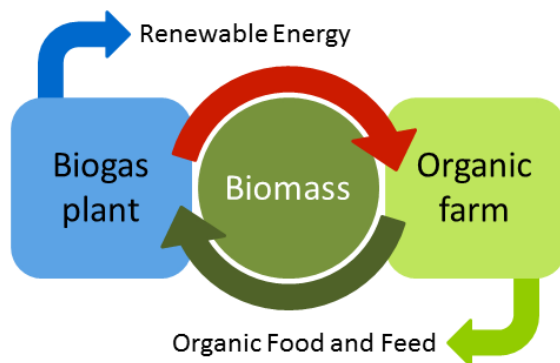 Renewable Energy
Biogas
plant
Biomass
Organic
farm
Organic Food and Feed